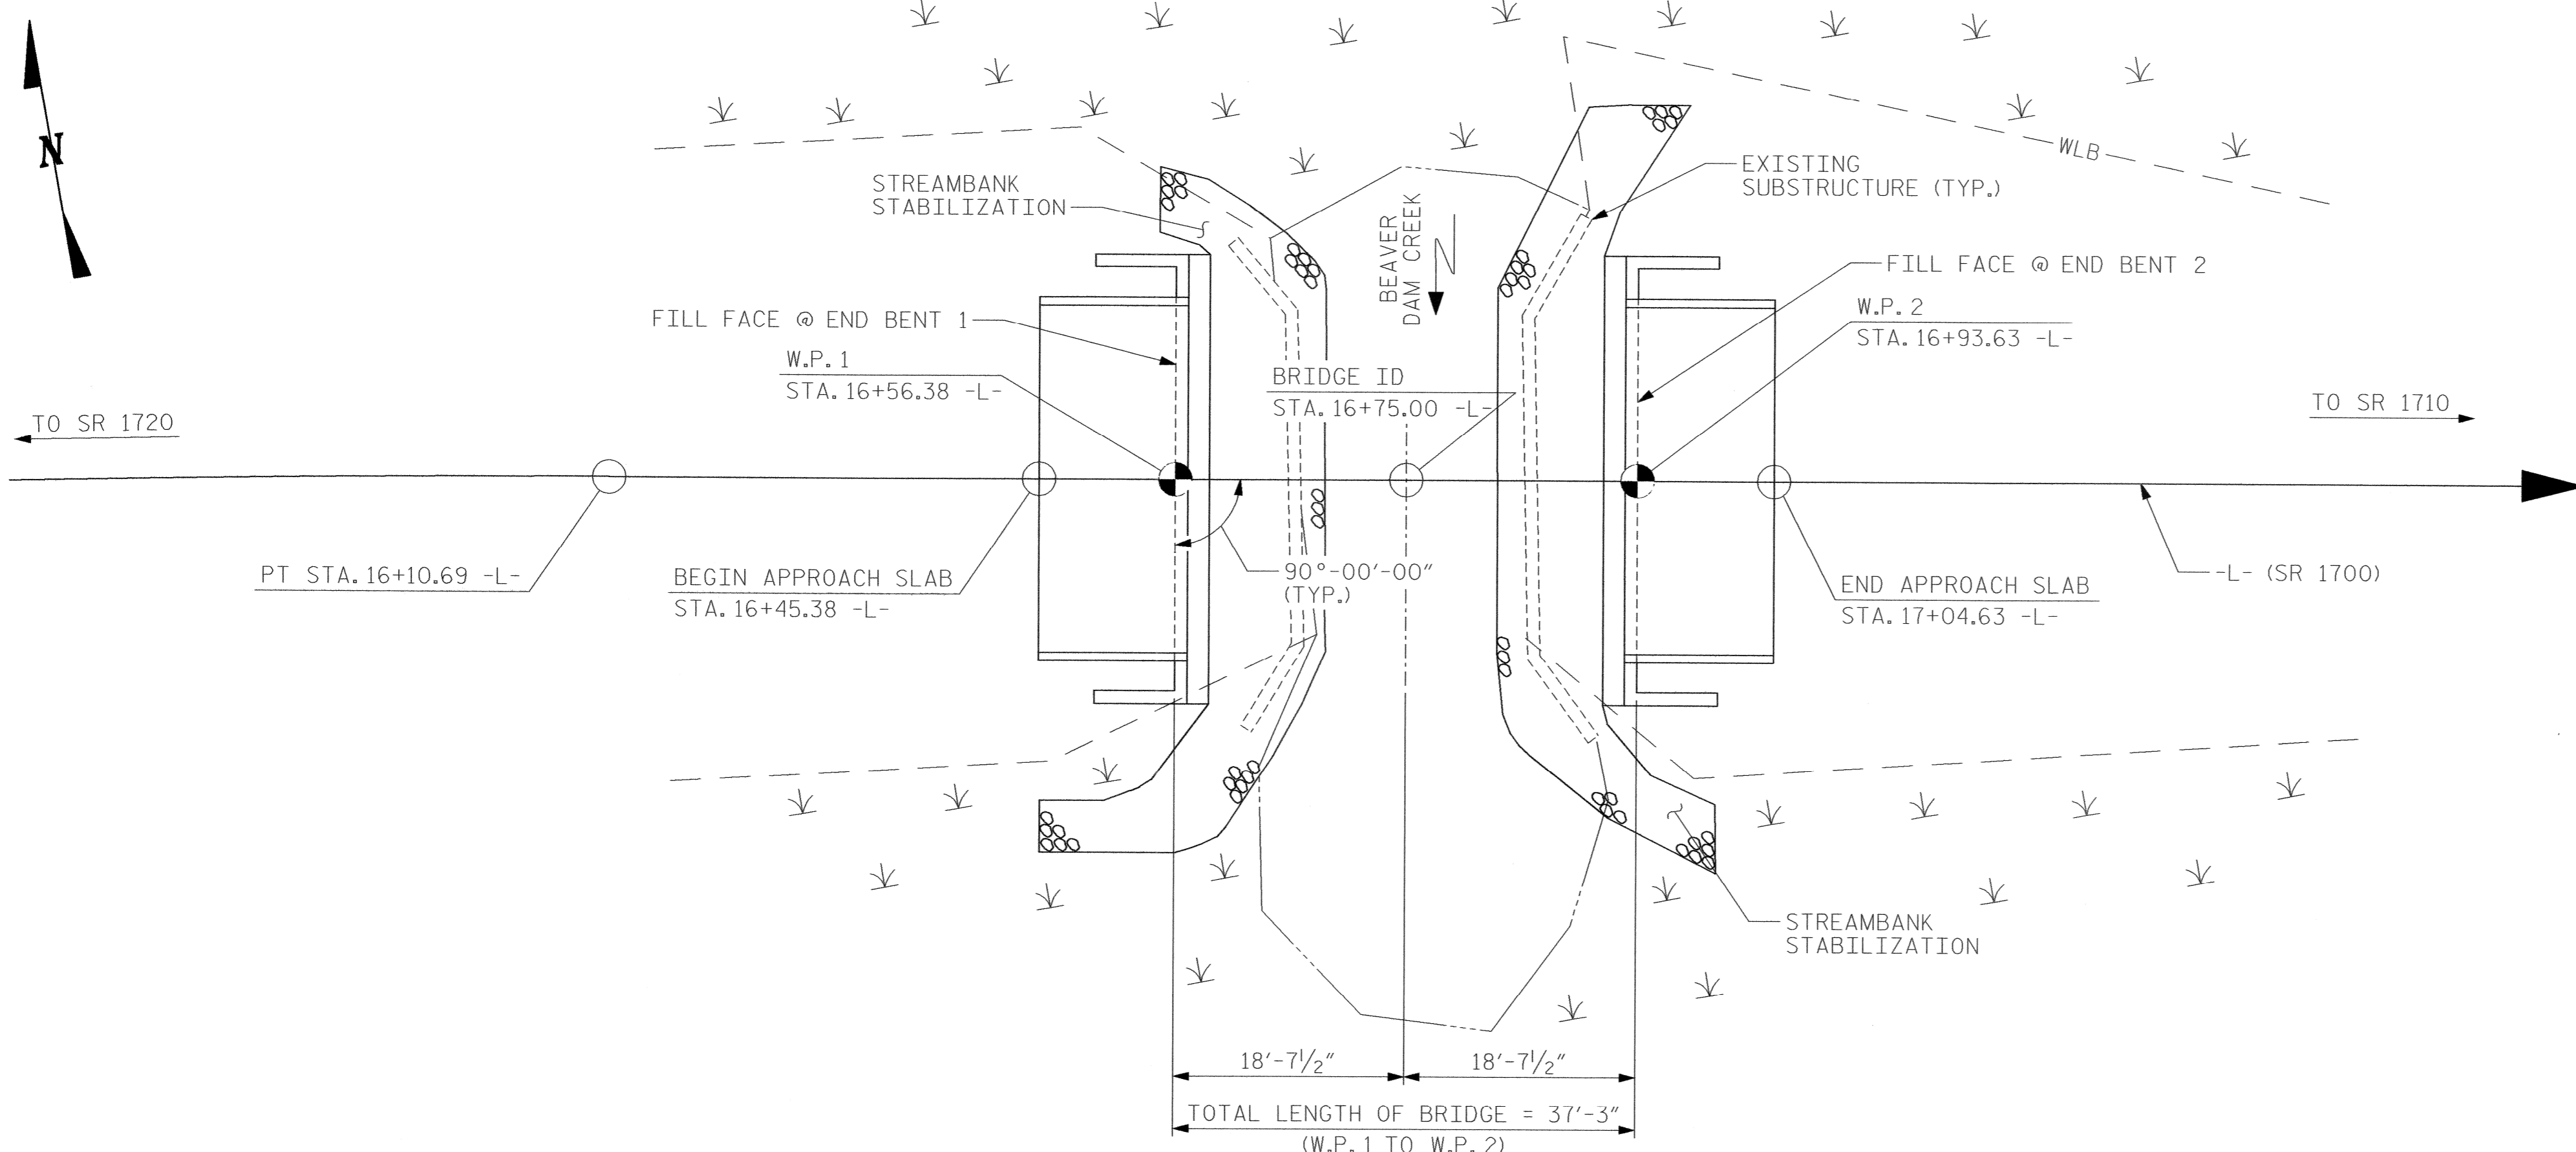 N
STREAMBANK
STABILIZATION
BEAVER
DAM CREEK
EXISTING
SUBSTRUCTURE (TYP.)
WLB
FILL FACE @ END BENT 1
W.P. 1
STA. 16+56.38 -L-
BRIDGE ID
STA. 16+75.00 -L-
FILL FACE @ END BENT 2
W.P. 2
STA. 16+93.63 -L-
TO SR 1720
TO SR 1710
PT STA. 16+10.69 -L-
BEGIN APPROACH SLAB
STA. 16+45.38 -L-
90°-00'-00"
(TYP.)
END APPROACH SLAB
STA. 17+04.63 -L-
-L- (SR 1700)
STREAMBANK
STABILIZATION
18'-7½"
18'-7½"
TOTAL LENGTH OF BRIDGE = 37'-3"
(W.P. 1 TO W.P. 2)